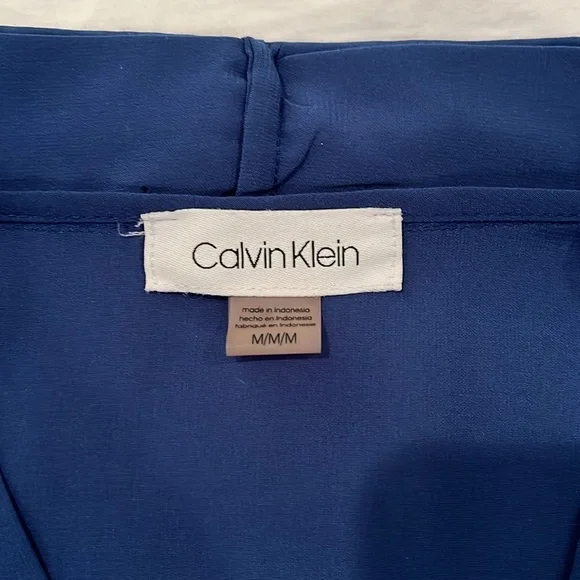 Calvin Klein
made in Indonesia
hecho en Indonesia
fabriqué en Indonésie
M/M/M